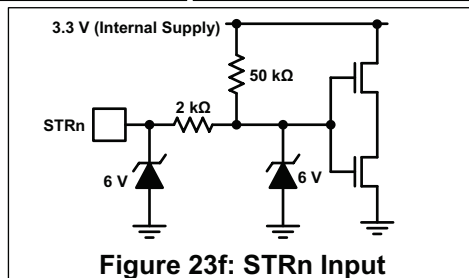 3.3 V (Internal Supply)
50 kΩ
2 kΩ
STRn
6 V
6 V
Figure 23f: STRn Input